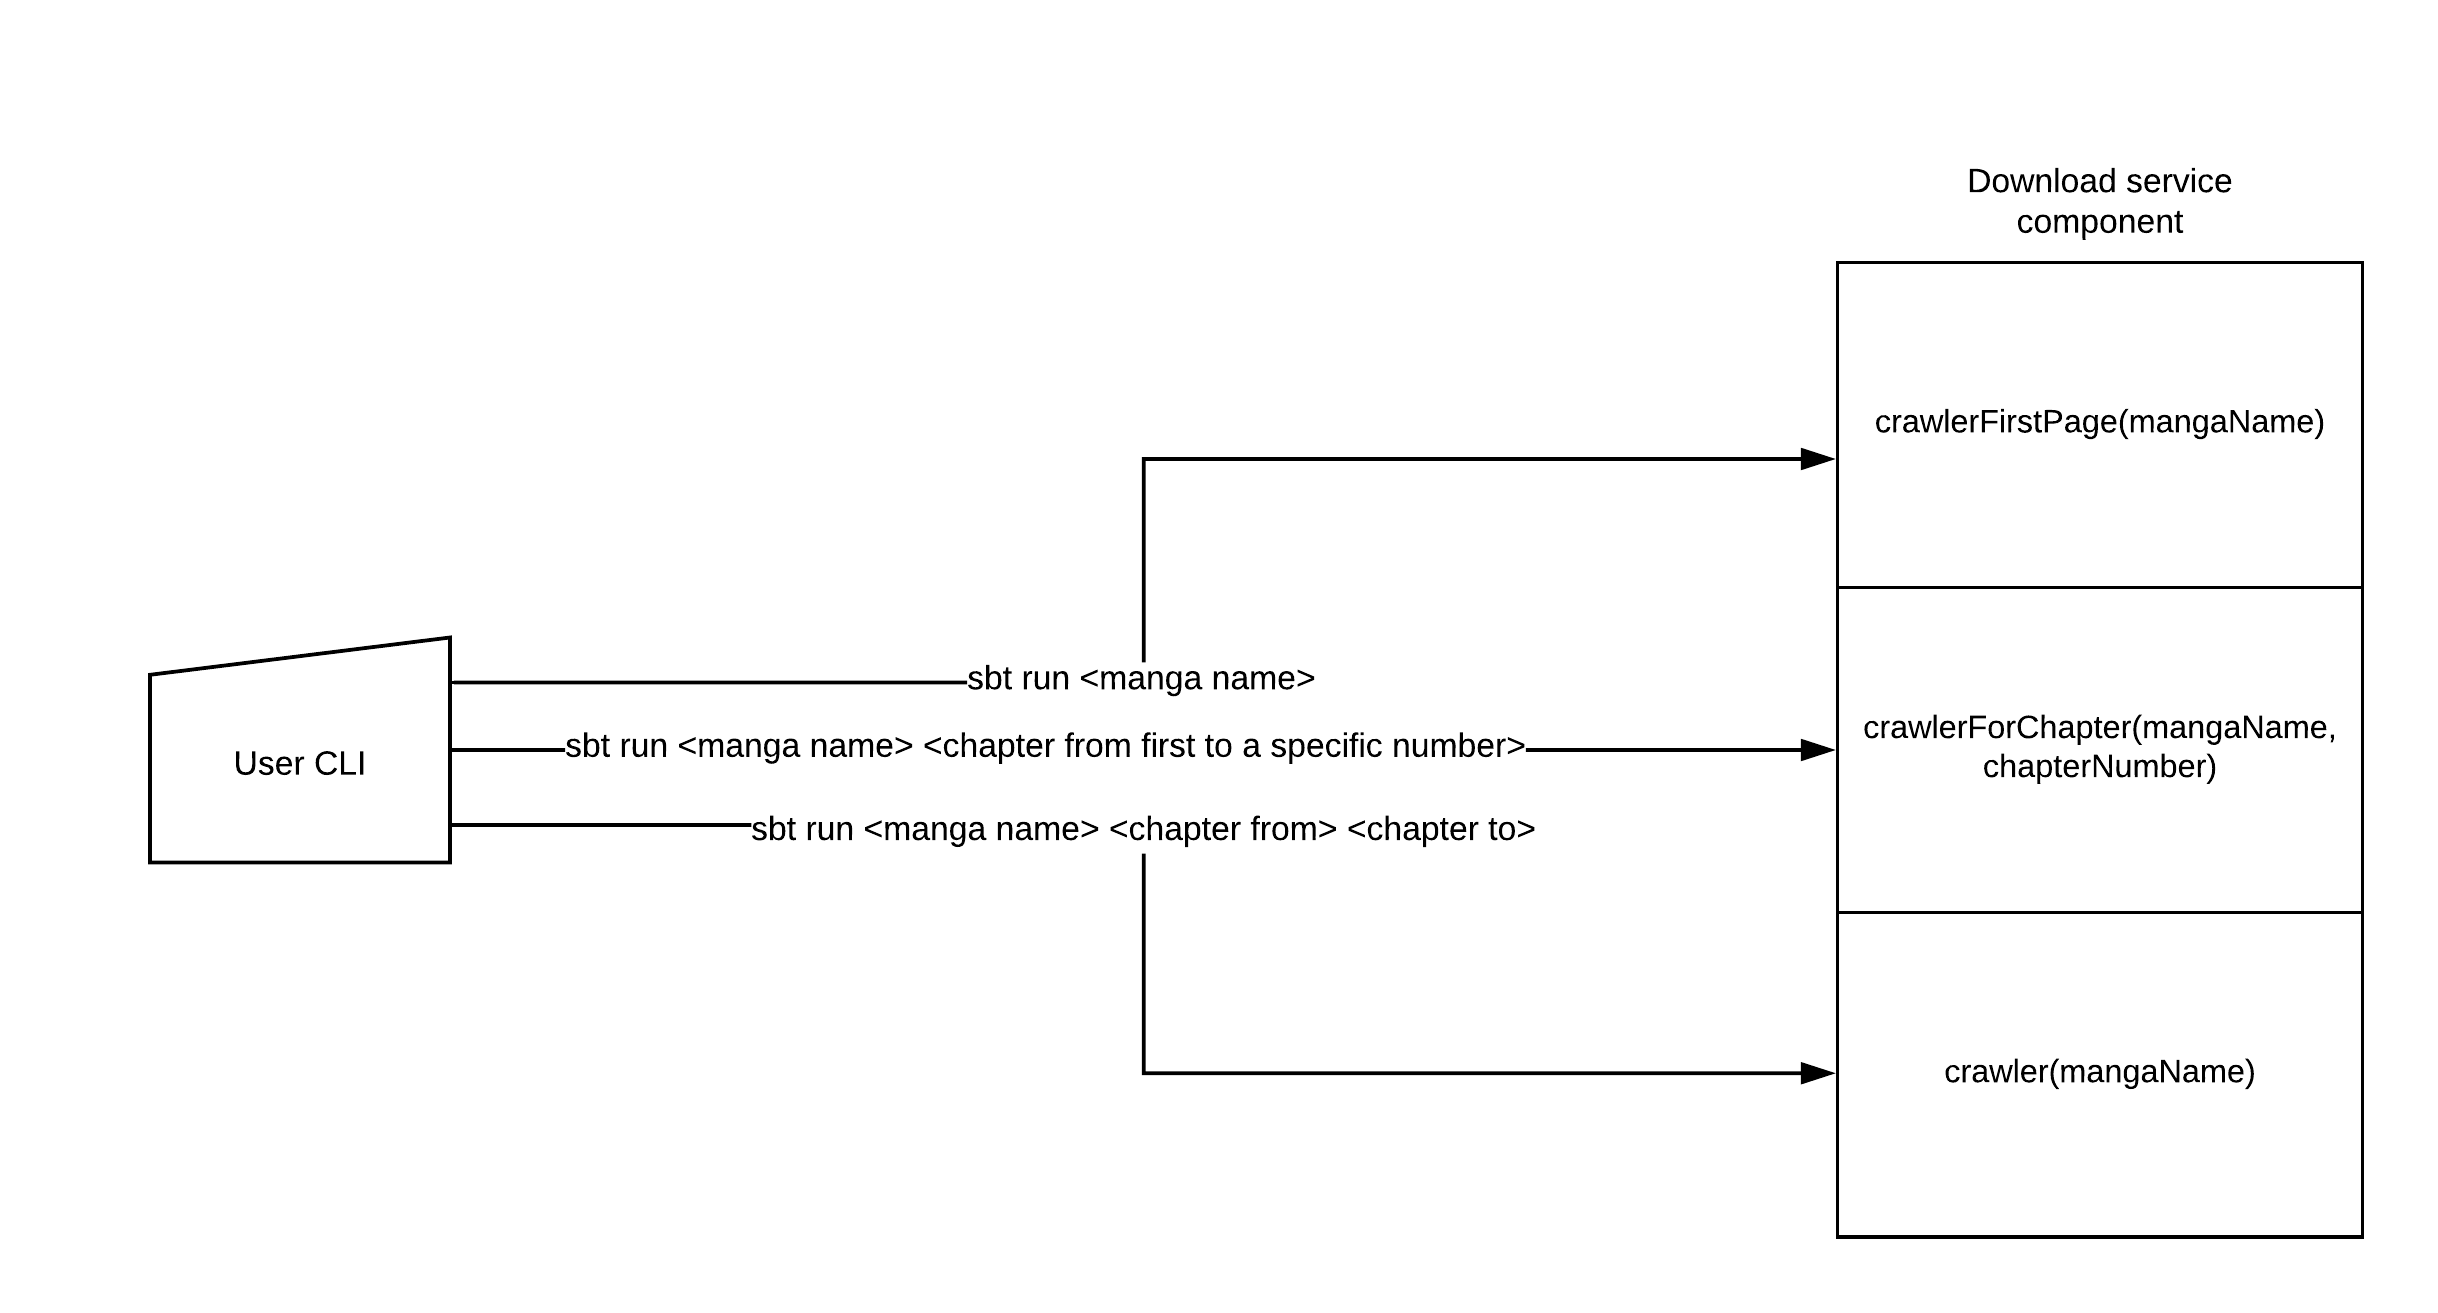 Download service
component
crawlerFirstPage(mangaName)
sbt run <manga name>
sbt run <manga name> <chapter from first to a specific number>
sbt run <manga name> <chapter from> <chapter to>
User CLI
crawlerForChapter(mangaName,
chapterNumber)
crawler(mangaName)